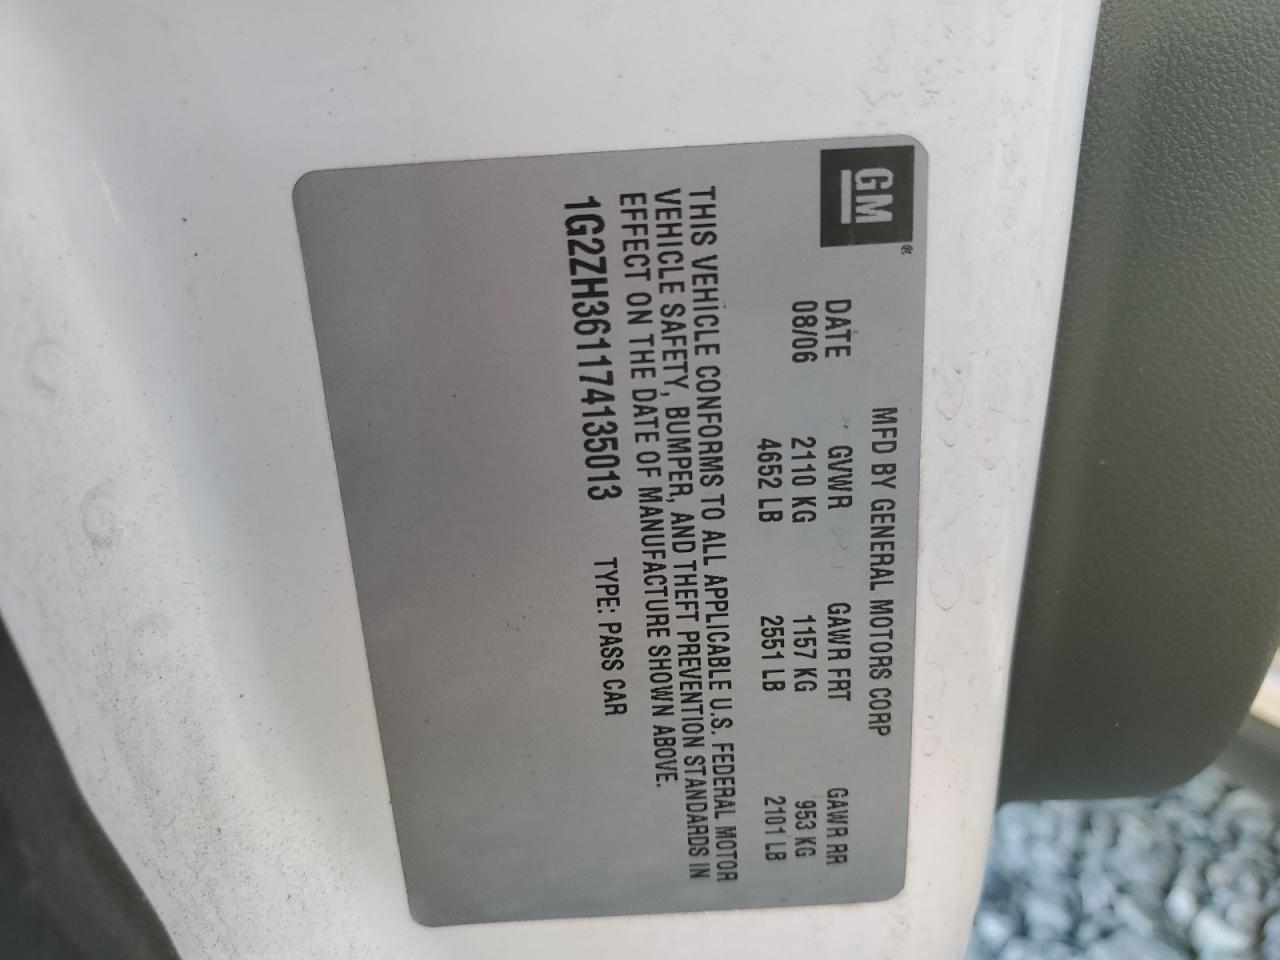 GM®
MFD BY GENERAL MOTORS CORP
DATE GVWR GAWR FRT GAWR RR
08/06 2110 KG 1157 KG 953 KG
4652 LB 2551 LB 2101 LB
THIS VEHICLE CONFORMS TO ALL APPLICABLE U.S. FEDERAL MOTOR
VEHICLE SAFETY, BUMPER, AND THEFT PREVENTION STANDARDS IN
EFFECT ON THE DATE OF MANUFACTURE SHOWN ABOVE.
1G2ZH361174135013 TYPE: PASS CAR